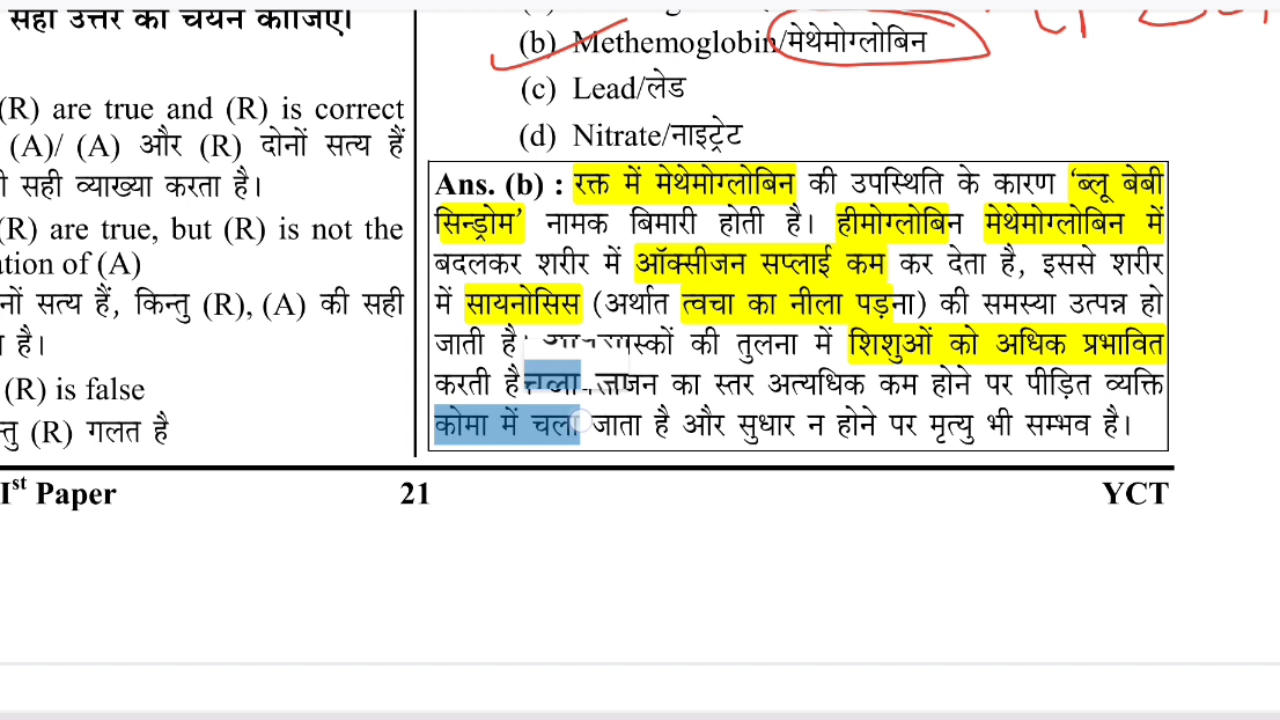 सही उत्तर का चयन कीजिए।
(R) are true and (R) is correct
(A)/ (A) और (R) दोनों सत्य हैं
सही व्याख्या करता है।
(R) are true, but (R) is not the
tion of (A)
सत्य हैं, किन्तु (R), (A) की सही
है।
(R) is false
(R) गलत है
(b) Methemoglobin/मेथेमोग्लोबिन
(c) Lead/लेड
(d) Nitrate/नाइट्रेट
Ans. (b) : रक्त में मेथेमोग्लोबिन की उपस्थिति के कारण ‘ब्लू बेबी
सिन्ड्रोम’ नामक बिमारी होती है। हीमोग्लोबिन मेथेमोग्लोबिन में
बदलकर शरीर में ऑक्सीजन सप्लाई कम कर देता है, इससे शरीर
में सायनोसिस (अर्थात त्वचा का नीला पड़ना) की समस्या उत्पन्न हो
जाती है। की तुलना में शिशुओं को अधिक प्रभावित
करती है का स्तर अत्यधिक कम होने पर पीड़ित व्यक्ति
कोमा में चला जाता है और सुधार न होने पर मृत्यु भी सम्भव है।
Ist Paper 21 YCT